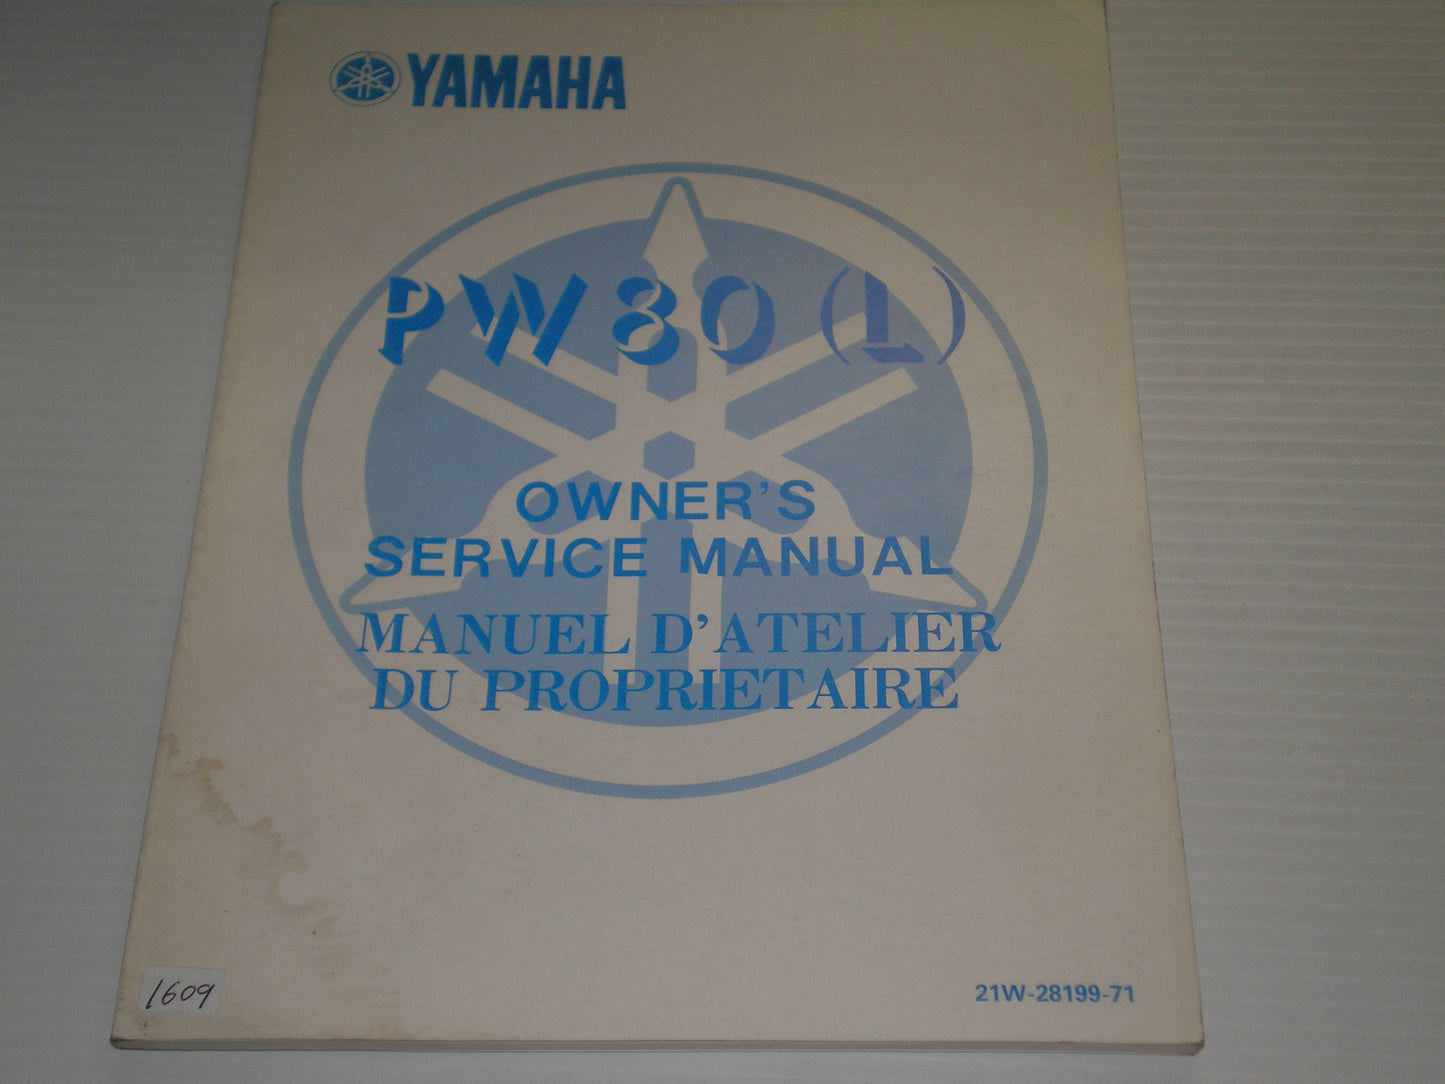 YAMAHA
PW80 (L)
OWNER'S
SERVICE MANUAL
MANUEL D'ATELIER
DU PROPRIETAIRE
1609
21W-28199-71